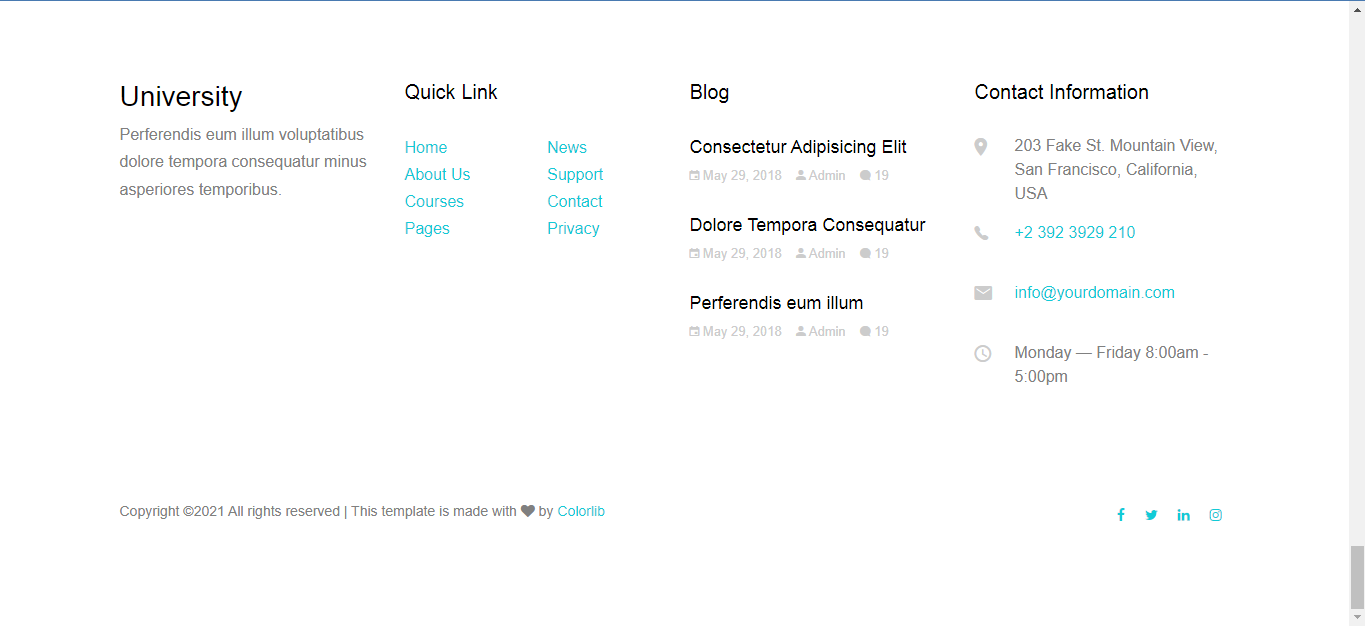 University
Perferendis eum illum voluptatibus
dolore tempora consequatur minus
asperiores temporibus.
Quick Link
Home
About Us
Courses
Pages
News
Support
Contact
Privacy
Blog
Consectetur Adipisicing Elit
May 29, 2018 Admin 19
Dolore Tempora Consequatur
May 29, 2018 Admin 19
Perferendis eum illum
May 29, 2018 Admin 19
Contact Information
203 Fake St. Mountain View,
San Francisco, California,
USA
+2 392 3929 210
info@yourdomain.com
Monday — Friday 8:00am -
5:00pm
Copyright ©2021 All rights reserved | This template is made with ♥ by Colorlib